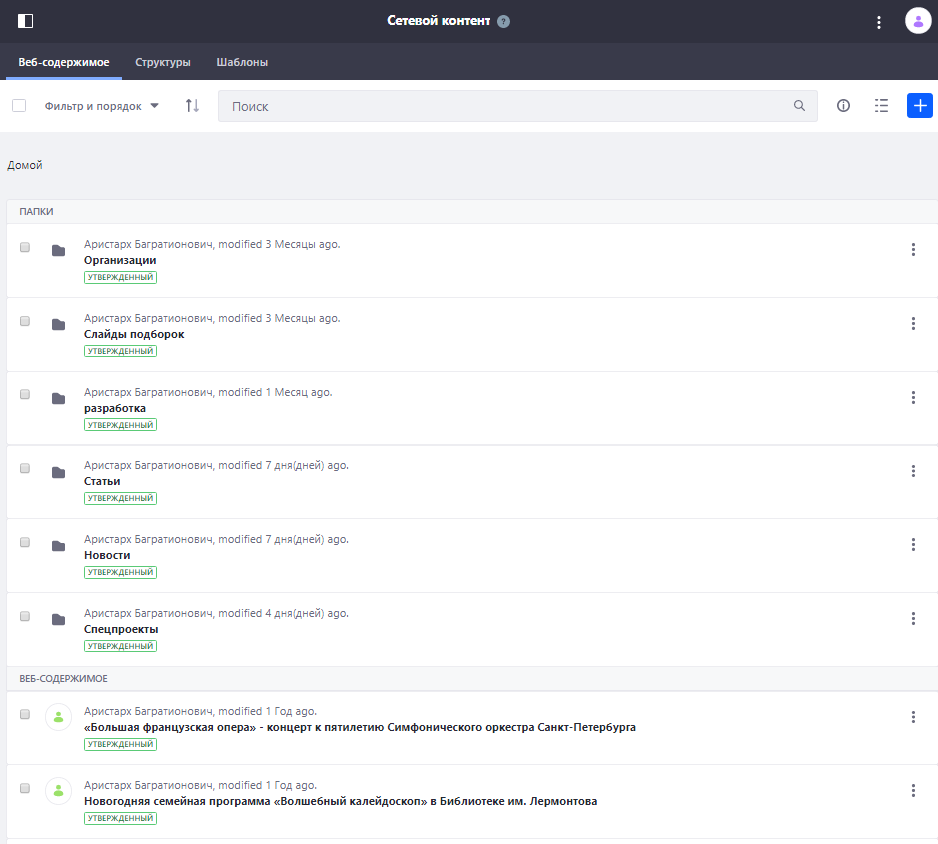 Сетевой контент ?
Веб-содержимое Структуры Шаблоны
Фильтр и порядок Поиск
Домой
ПАПКИ
Аристарх Багратионович, modified 3 Месяцы ago.
Организации
УТВЕРЖДЕННЫЙ
Аристарх Багратионович, modified 3 Месяцы ago.
Слайды подборок
УТВЕРЖДЕННЫЙ
Аристарх Багратионович, modified 1 Месяц ago.
разработка
УТВЕРЖДЕННЫЙ
Аристарх Багратионович, modified 7 дня(дней) ago.
Статьи
УТВЕРЖДЕННЫЙ
Аристарх Багратионович, modified 7 дня(дней) ago.
Новости
УТВЕРЖДЕННЫЙ
Аристарх Багратионович, modified 4 дня(дней) ago.
Спецпроекты
УТВЕРЖДЕННЫЙ
ВЕБ-СОДЕРЖИМОЕ
Аристарх Багратионович, modified 1 Год ago.
«Большая французская опера» - концерт к пятилетию Симфонического оркестра Санкт-Петербурга
УТВЕРЖДЕННЫЙ
Аристарх Багратионович, modified 1 Год ago.
Новогодняя семейная программа «Волшебный калейдоскоп» в Библиотеке им. Лермонтова
УТВЕРЖДЕННЫЙ